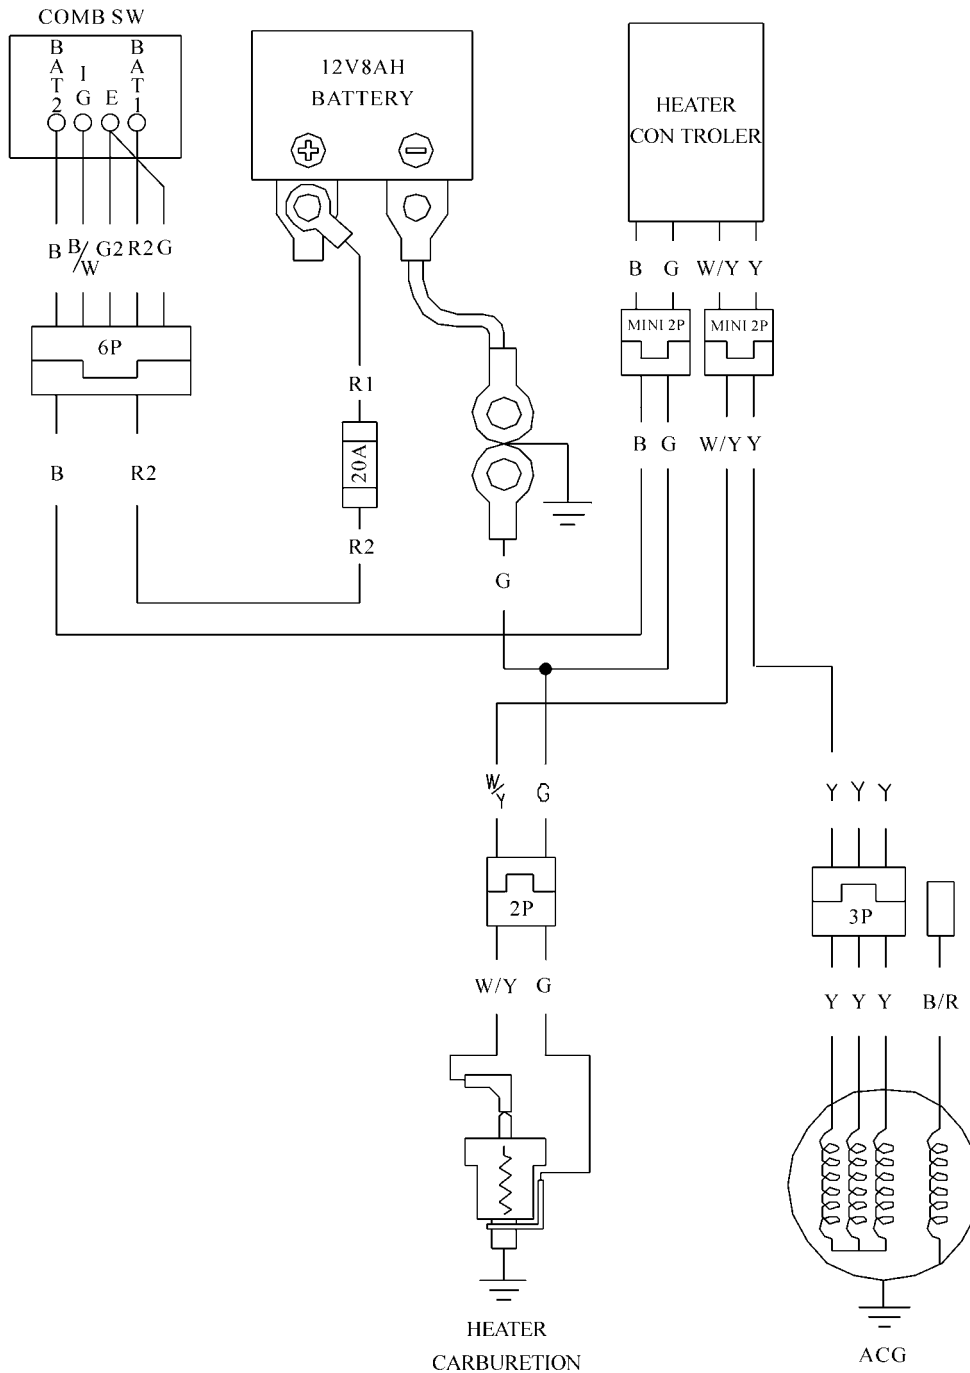 COMB SW
BAT2
IG
E
BAT1
12V8AH
BATTERY
HEATER
CON TROLER
B
B/W
G2
R2
G
B
G
W/Y
Y
6P
MINI 2P
MINI 2P
R1
20A
B
R2
B
G
W/Y
Y
R2
G
W/Y
G
Y
Y
Y
2P
3P
W/Y
G
Y
Y
Y
B/R
HEATER
CARBURETION
ACG